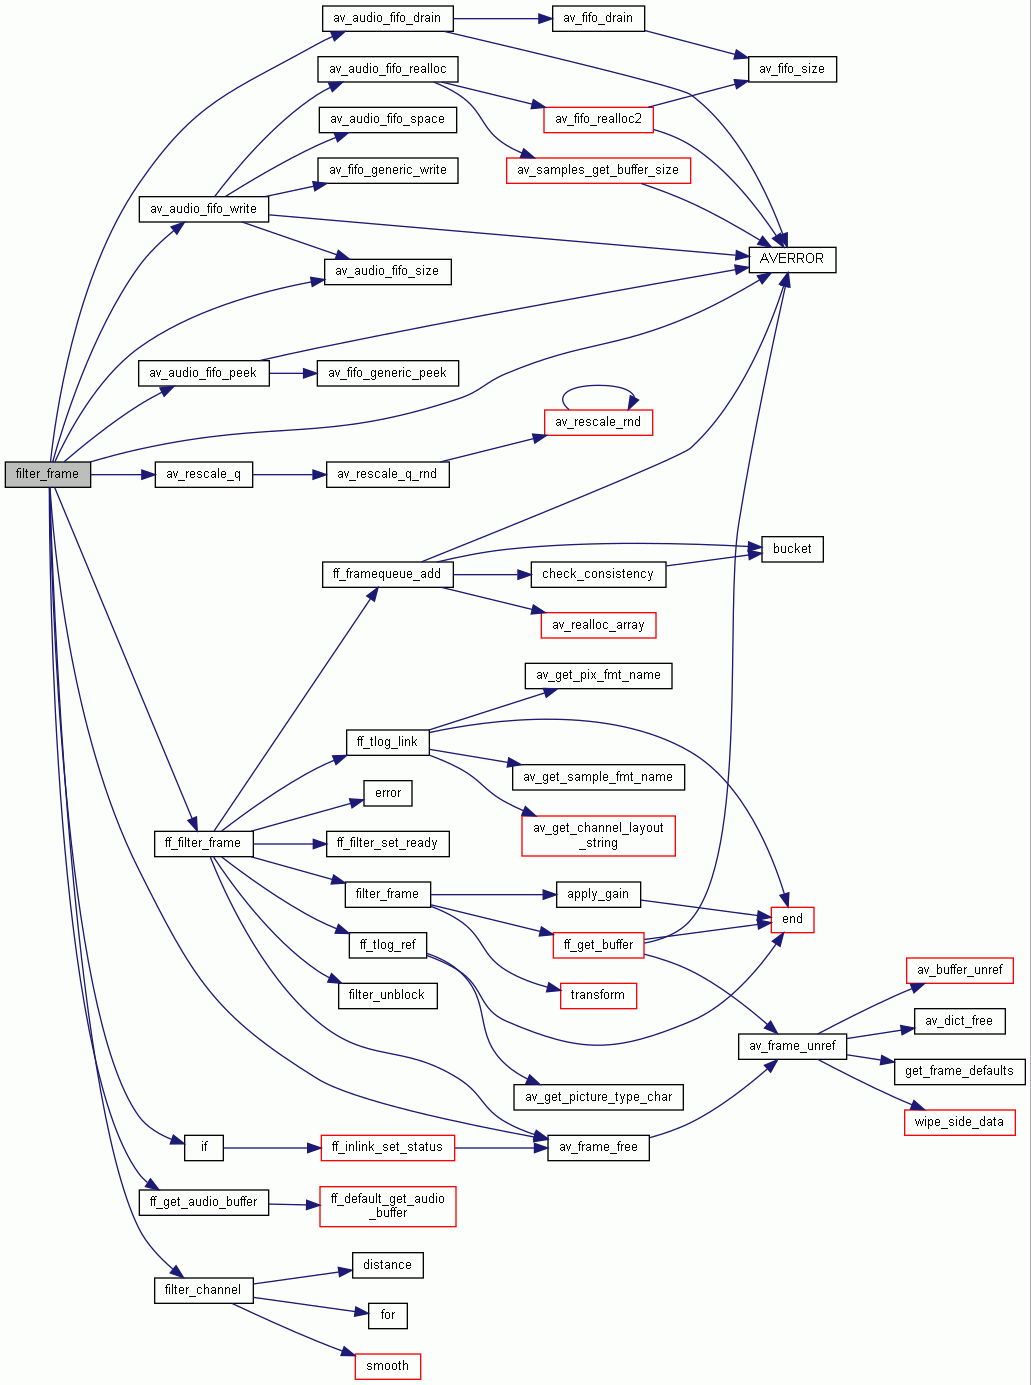 av_audio_fifo_drain
av_fifo_drain
av_audio_fifo_realloc
av_fifo_size
av_audio_fifo_space
av_fifo_realloc2
av_fifo_generic_write
av_samples_get_buffer_size
av_audio_fifo_write
av_audio_fifo_size
AVERROR
av_audio_fifo_peek
av_fifo_generic_peek
av_rescale_rnd
filter_frame
av_rescale_q
av_rescale_q_rnd
bucket
ff_framequeue_add
check_consistency
av_realloc_array
av_get_pix_fmt_name
ff_tlog_link
av_get_sample_fmt_name
error
av_get_channel_layout
_string
ff_filter_frame
ff_filter_set_ready
filter_frame
apply_gain
end
ff_tlog_ref
ff_get_buffer
av_buffer_unref
filter_unblock
transform
av_dict_free
av_frame_unref
get_frame_defaults
av_get_picture_type_char
wipe_side_data
if
ff_inlink_set_status
av_frame_free
ff_get_audio_buffer
ff_default_get_audio
_buffer
distance
filter_channel
for
smooth